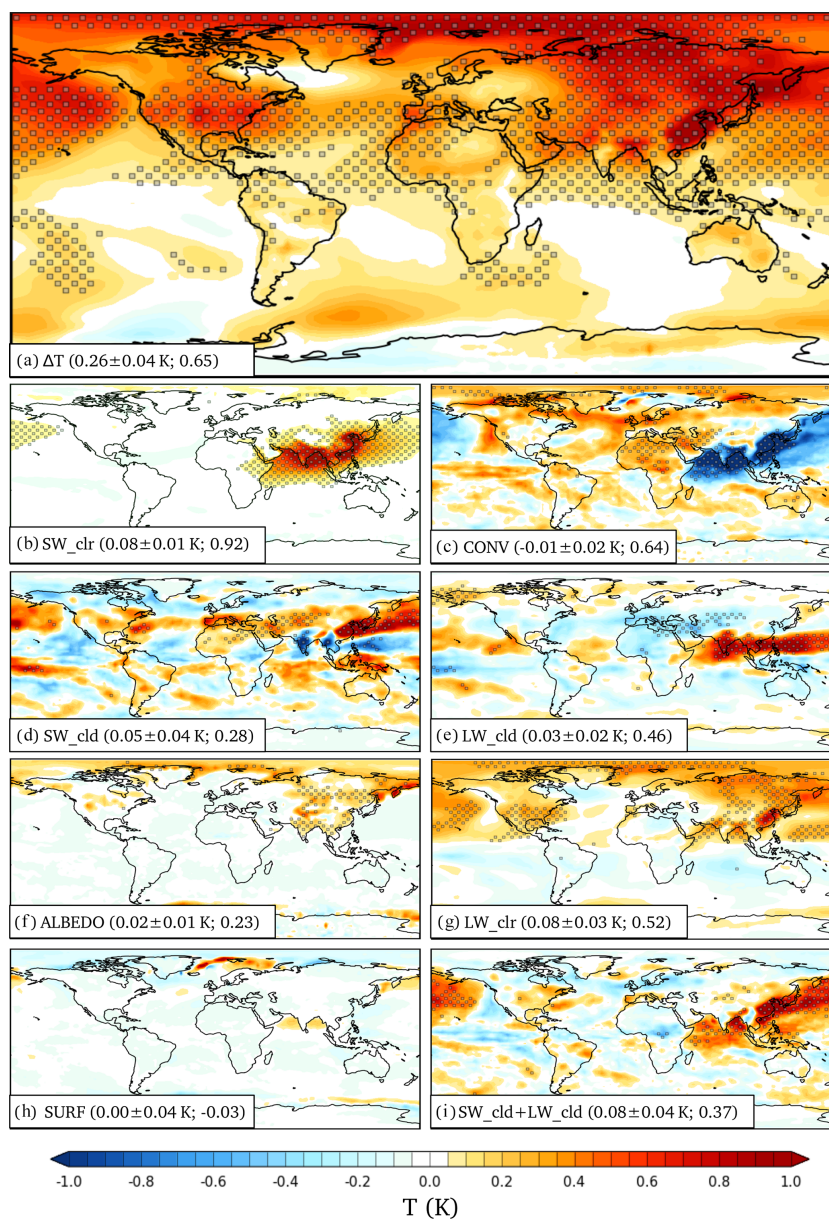 (a) ΔT (0.26±0.04 K; 0.65)
(b) SW_clr (0.08±0.01 K; 0.92)
(c) CONV (-0.01±0.02 K; 0.64)
(d) SW_cld (0.05±0.04 K; 0.28)
(e) LW_cld (0.03±0.02 K; 0.46)
(f) ALBEDO (0.02±0.01 K; 0.23)
(g) LW_clr (0.08±0.03 K; 0.52)
(h) SURF (0.00±0.04 K; -0.03)
(i) SW_cld+LW_cld (0.08±0.04 K; 0.37)
-1.0 -0.8 -0.6 -0.4 -0.2 0.0 0.2 0.4 0.6 0.8 1.0
T (K)